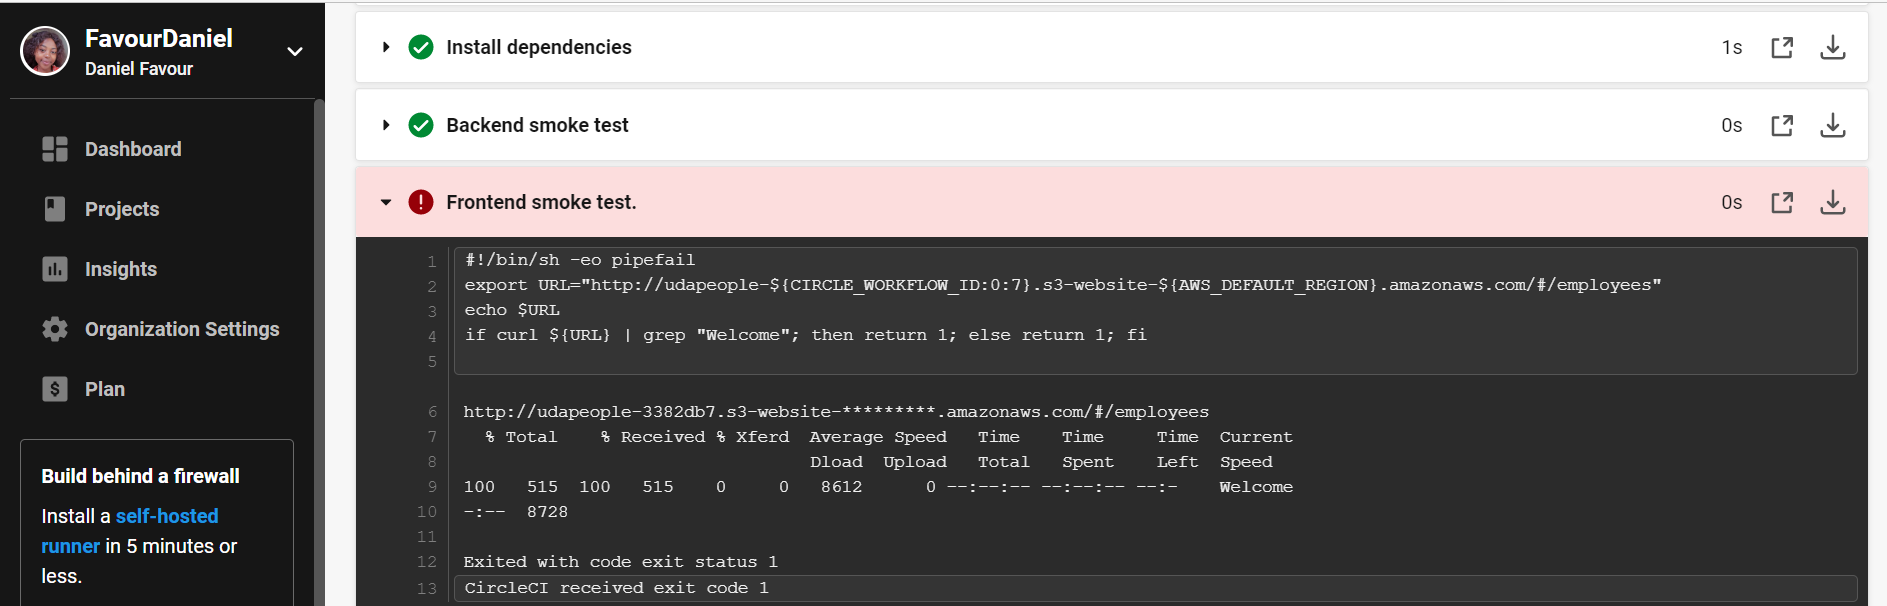 FavourDaniel
Daniel Favour
Dashboard
Projects
Insights
Organization Settings
Plan
Build behind a firewall
Install a self-hosted
runner in 5 minutes or
less.
Install dependencies 1s
Backend smoke test 0s
Frontend smoke test. 0s
1 #!/bin/sh -eo pipefail
2 export URL="http://udapeople-${CIRCLE_WORKFLOW_ID:0:7}.s3-website-${AWS_DEFAULT_REGION}.amazonaws.com/#/employees"
3 echo $URL
4 if curl ${URL} | grep "Welcome"; then return 1; else return 1; fi
5
6 http://udapeople-3382db7.s3-website-*********.amazonaws.com/#/employees
7 % Total % Received % Xferd Average Speed Time Time Time Current
8 Dload Upload Total Spent Left Speed
9 100 515 100 515 0 0 8612 0 --:--:-- --:--:-- --:- Welcome
10 -:-- 8728
11
12 Exited with code exit status 1
13 CircleCI received exit code 1